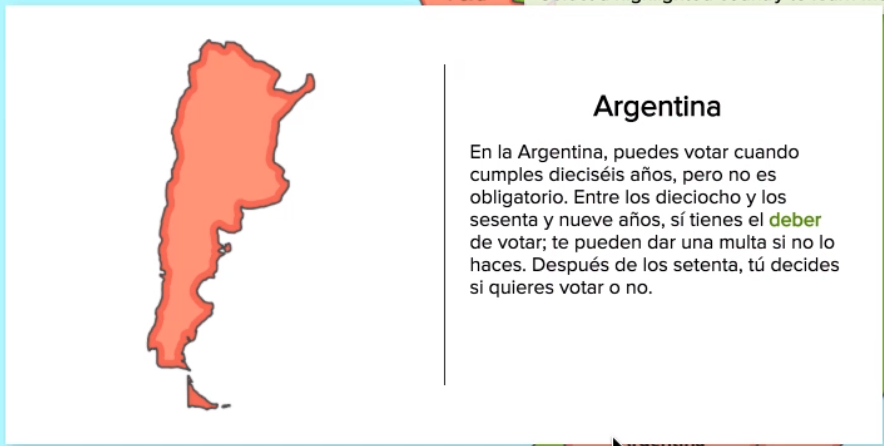 Argentina
En la Argentina, puedes votar cuando
cumples dieciséis años, pero no es
obligatorio. Entre los dieciocho y los
sesenta y nueve años, sí tienes el deber
de votar; te pueden dar una multa si no lo
haces. Después de los setenta, tú decides
si quieres votar o no.